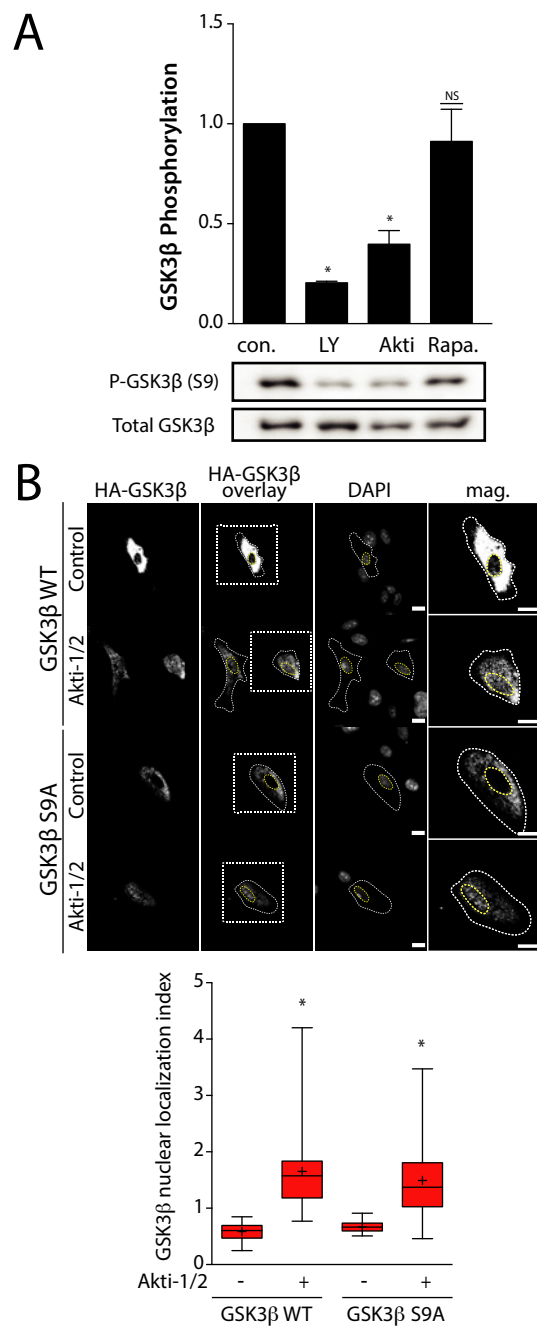 A
GSK3β Phosphorylation
1.5
1.0
0.5
0.0
NS
*
*
con. LY Akti Rapa.
P-GSK3β (S9)
Total GSK3β
B
HA-GSK3β
HA-GSK3β overlay
DAPI
mag.
GSK3β WT
Control
Akti-1/2
GSK3β S9A
Control
Akti-1/2
GSK3β nuclear localization index
5
4
3
2
1
0
*
*
Akti-1/2 - + - +
GSK3β WT GSK3β S9A